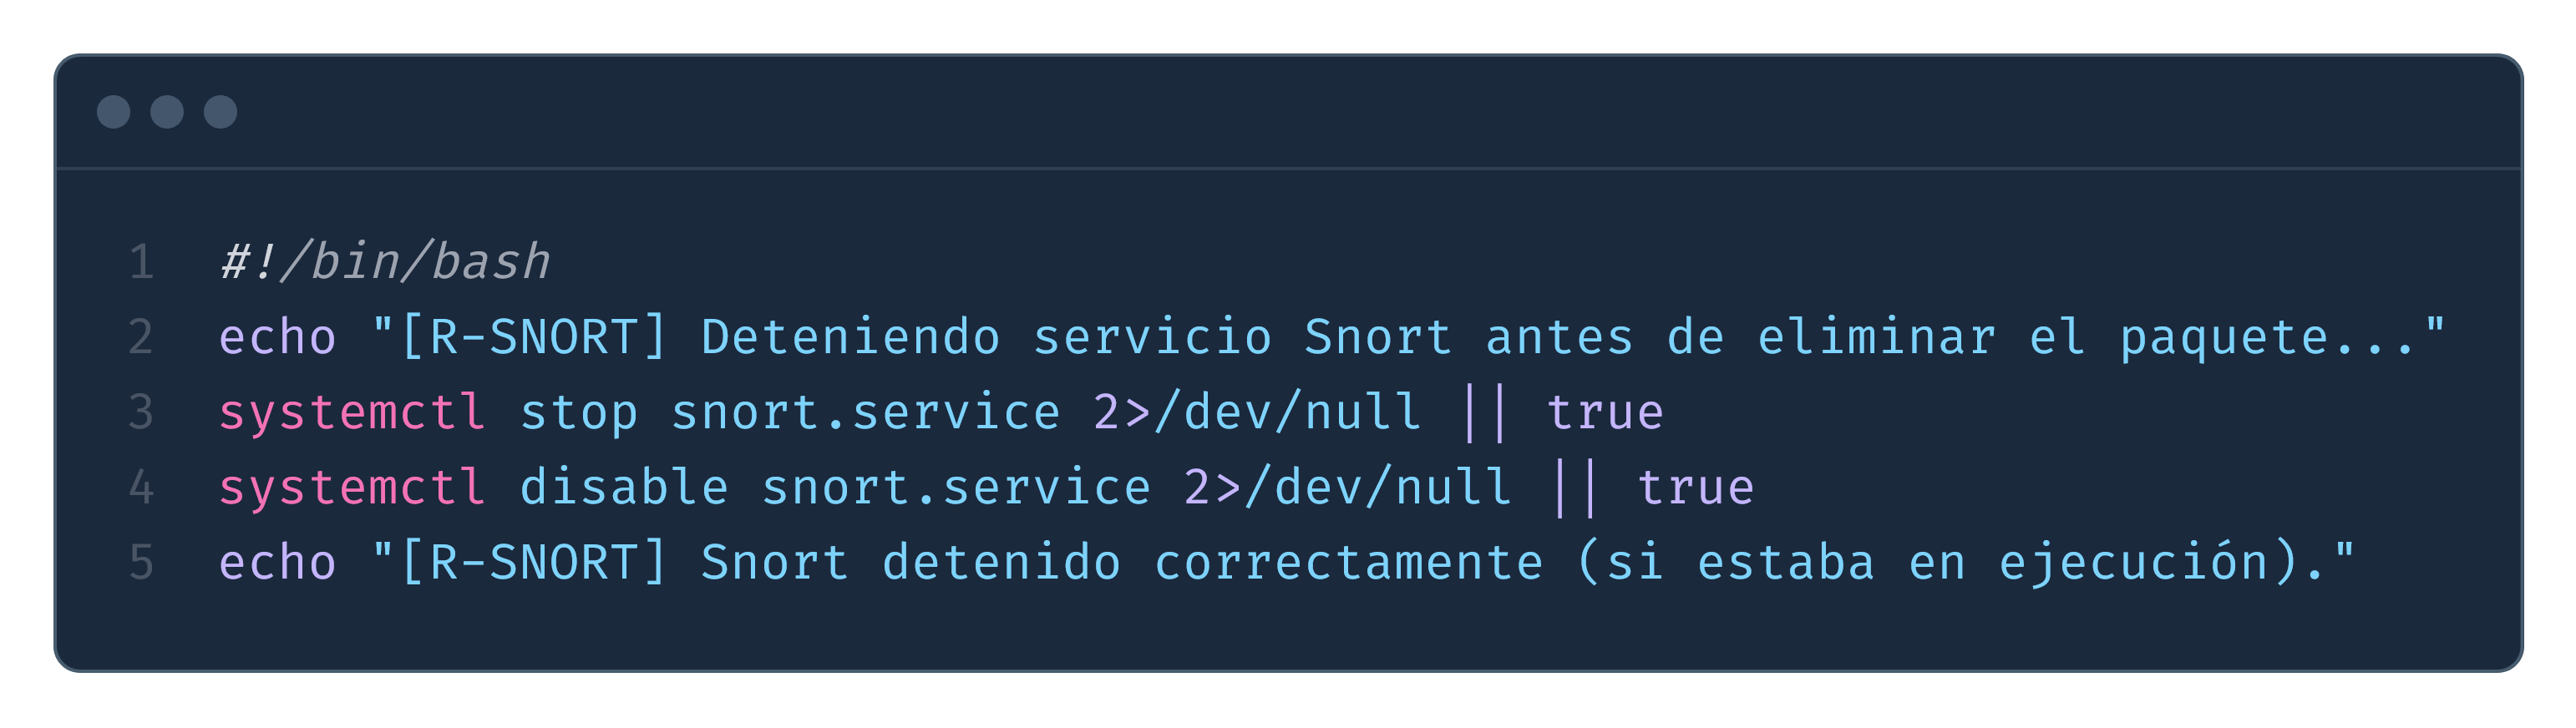 1 #!/bin/bash
2 echo "[R-SNORT] Deteniendo servicio Snort antes de eliminar el paquete..."
3 systemctl stop snort.service 2>/dev/null || true
4 systemctl disable snort.service 2>/dev/null || true
5 echo "[R-SNORT] Snort detenido correctamente (si estaba en ejecución)."